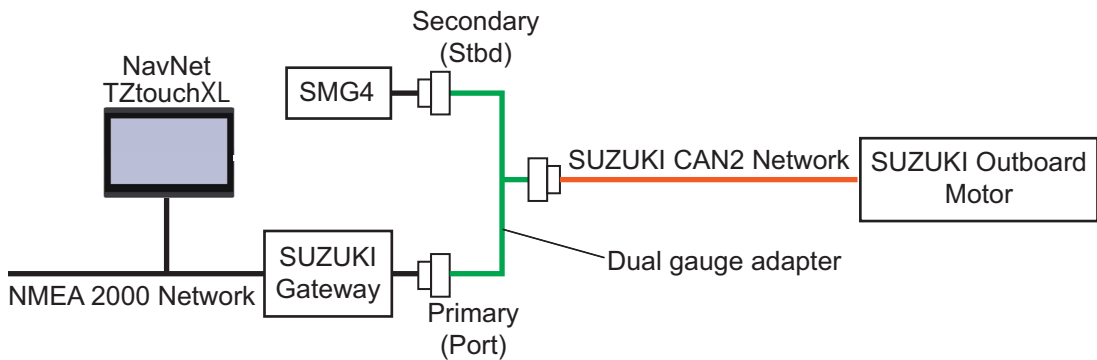 Secondary
(Stbd)
NavNet
TZtouchXL
SMG4
SUZUKI CAN2 Network
SUZUKI Outboard
Motor
SUZUKI
Gateway
Dual gauge adapter
NMEA 2000 Network
Primary
(Port)